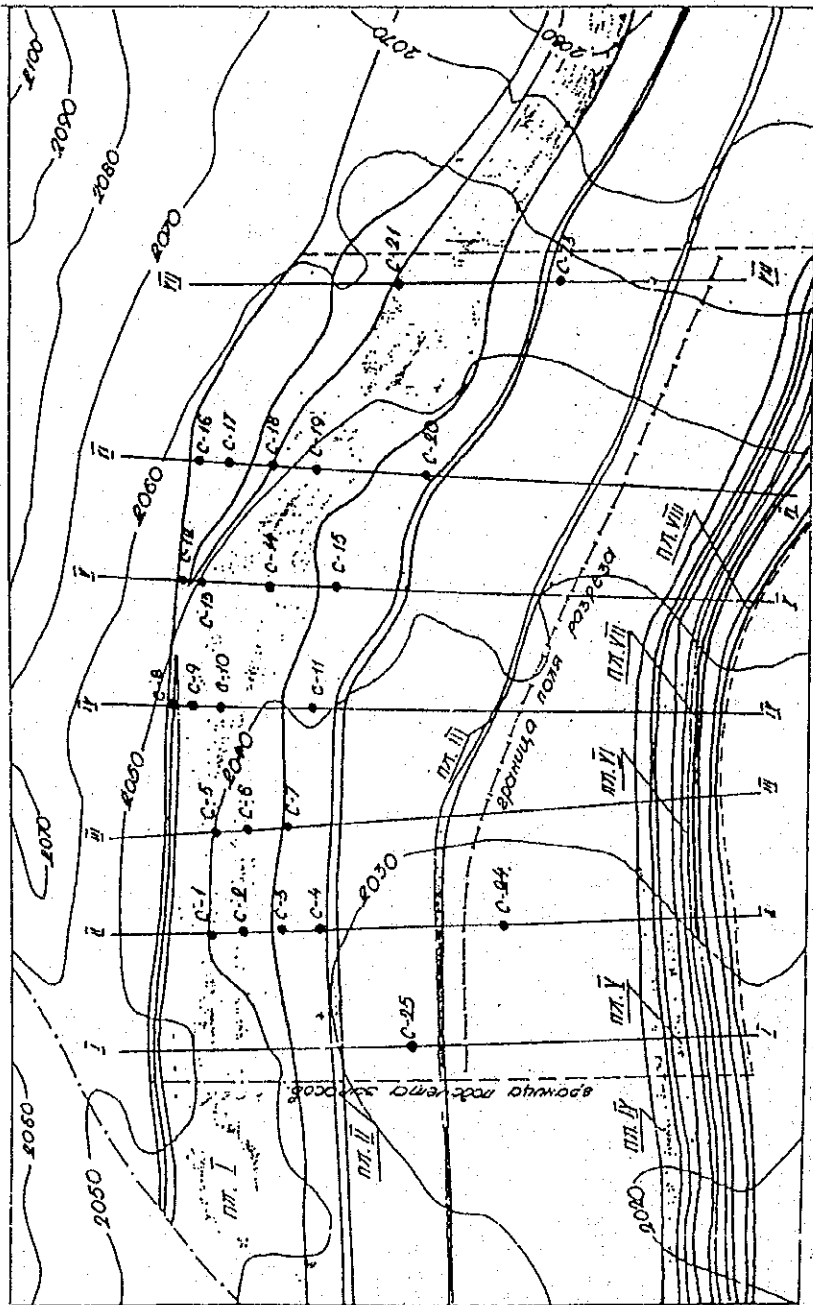 2100
2090
2080
2070
2070
2080
2060
2050
2070
2060
2050
2040
2030
2020
VII
VII
VI
VI
V
V
IV
IV
III
III
II
I
I
С-21
С-23
С-16
С-17
С-18
С-19
С-20
С-12
С-13
С-14
С-15
С-8
С-9
С-10
С-11
С-5
С-6
С-7
С-1
С-2
С-3
С-4
С-24
С-25
пл. I
пл. II
пл. III
пл. IV
пл. V
пл. VI
пл. VII
пл. VIII
граница поля разреза
граница подсчета запасов